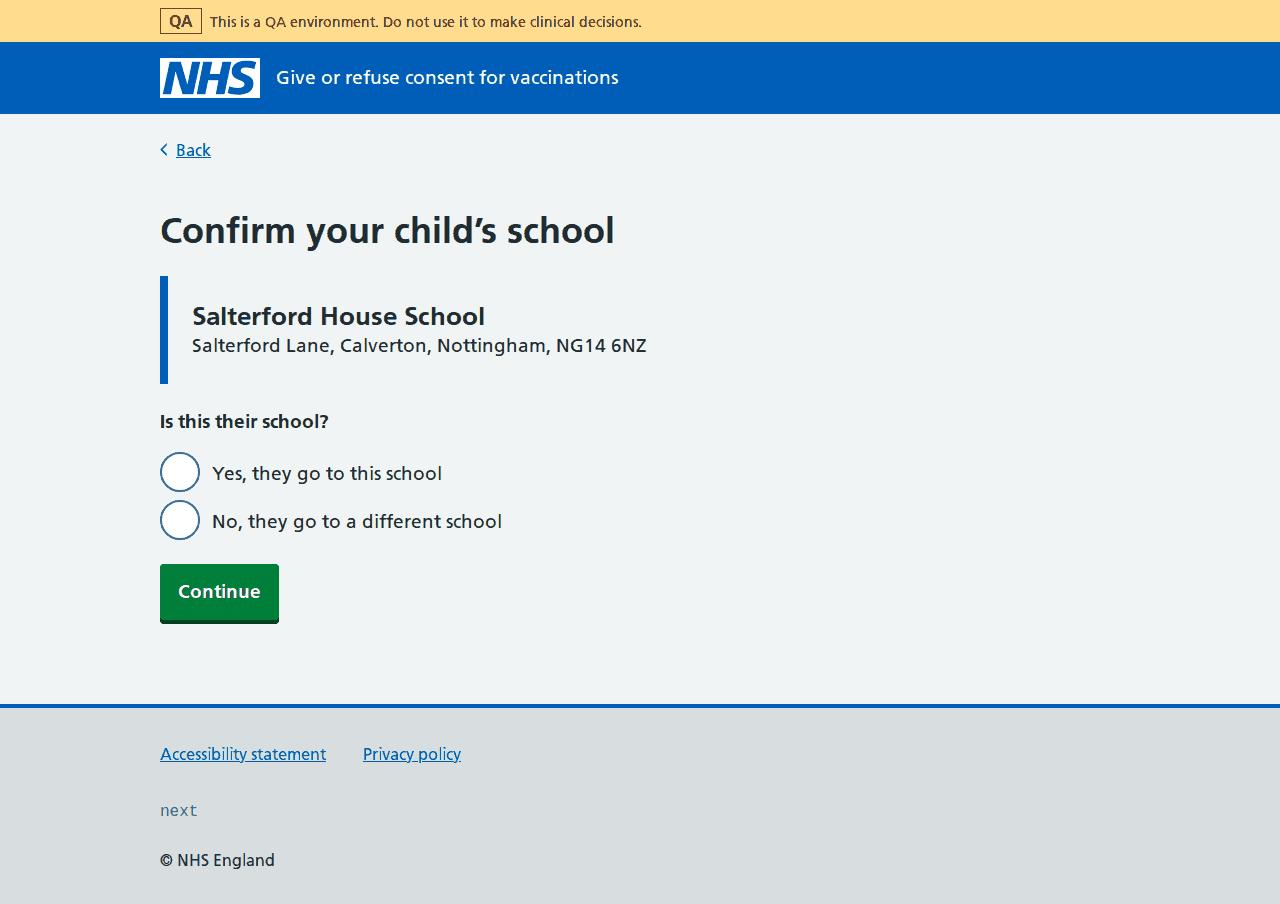 QA This is a QA environment. Do not use it to make clinical decisions.
NHS Give or refuse consent for vaccinations
Back
Confirm your child’s school
Salterford House School
Salterford Lane, Calverton, Nottingham, NG14 6NZ
Is this their school?
Yes, they go to this school
No, they go to a different school
Continue
Accessibility statement Privacy policy
next
© NHS England